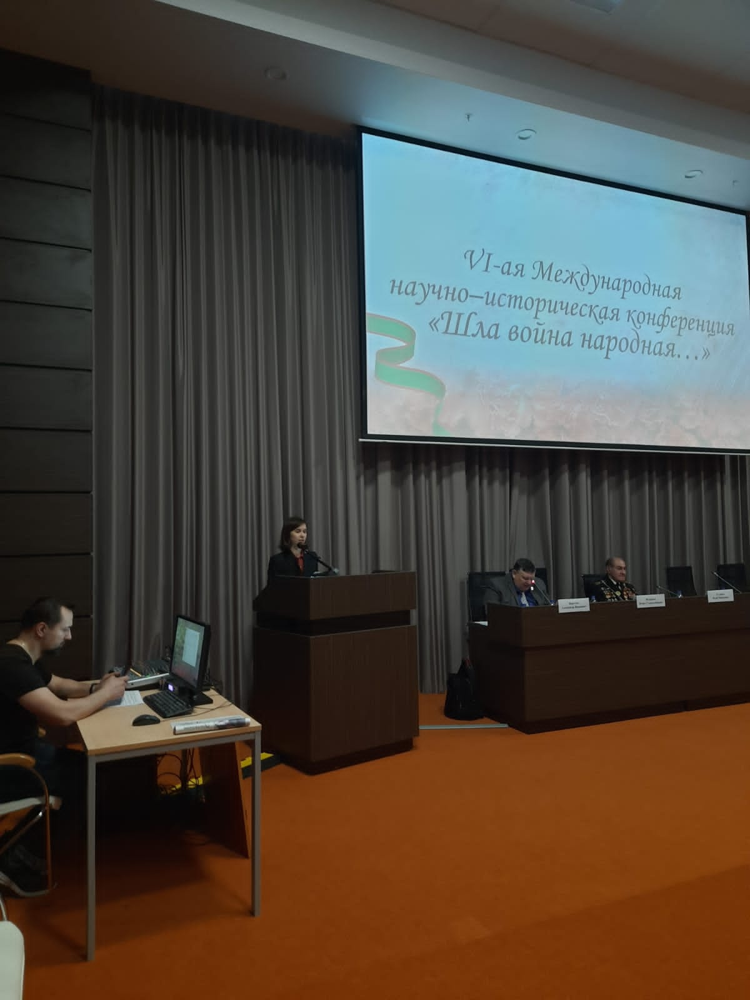 VI-ая Международная
научно–историческая конференция
«Шла война народная...»